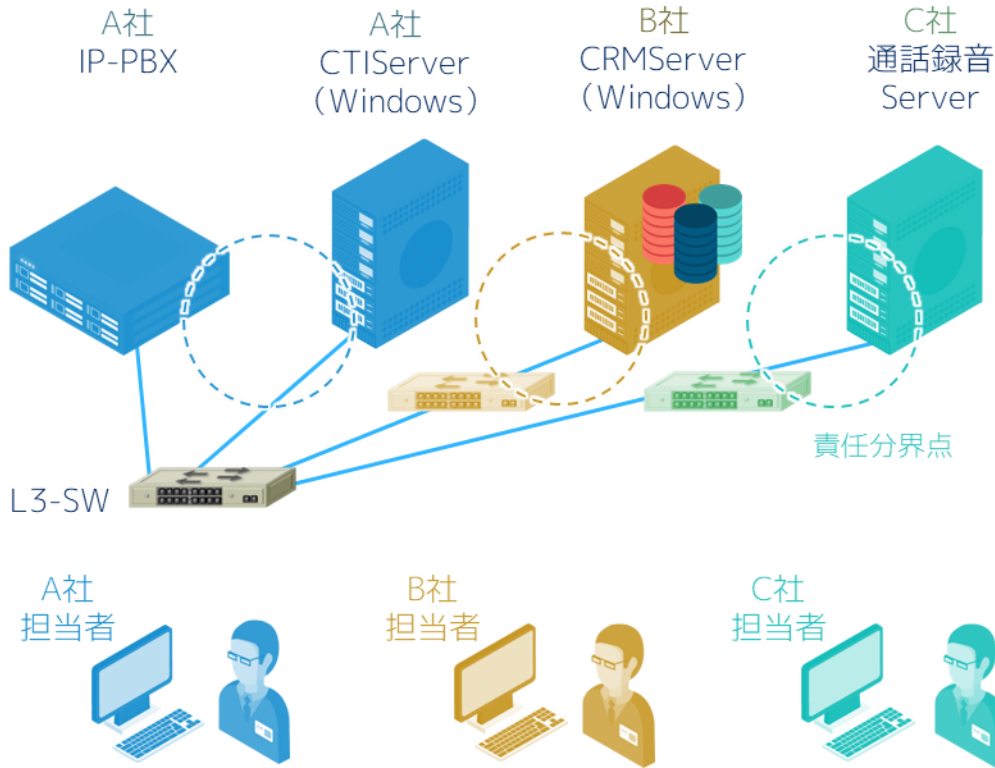 A社
IP-PBX
A社
CTIServer
（Windows）
B社
CRMServer
（Windows）
C社
通話録音
Server
責任分界点
L3-SW
A社
担当者
B社
担当者
C社
担当者